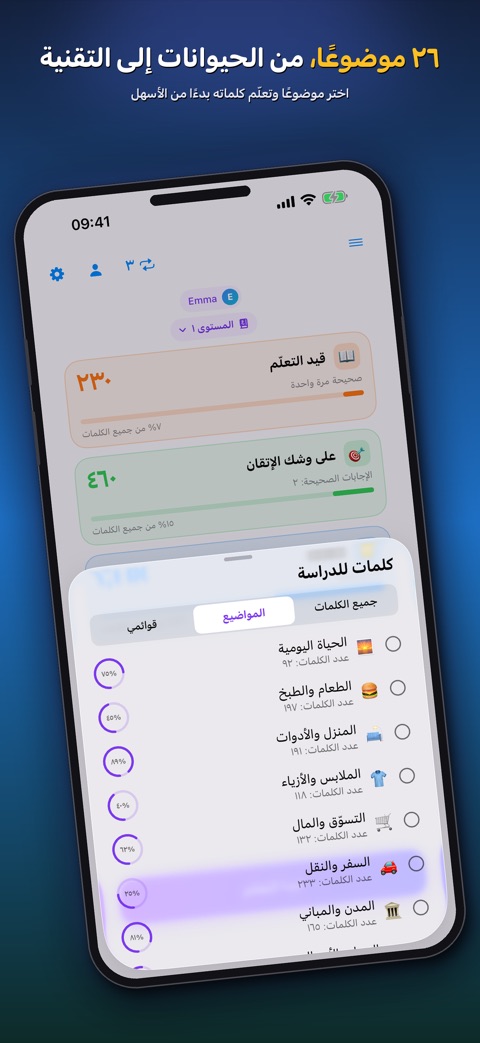 ٢٦ موضوعًا، من الحيوانات إلى التقنية
اختر موضوعًا وتعلّم كلماته بدءًا من الأسهل
09:41
٣
Emma E
المستوى ١
قيد التعلّم
٢٣٠
صحيحة مرة واحدة
٧% من جميع الكلمات
على وشك الإتقان
٤٦٠
الإجابات الصحيحة: ٢
١٥% من جميع الكلمات
كلمات للدراسة
جميع الكلمات
المواضيع
قوائمي
الحياة اليومية
عدد الكلمات: ٩٢
٧٥%
الطعام والطبخ
عدد الكلمات: ١٩٧
٤٥%
المنزل والأدوات
عدد الكلمات: ١٩١
٨٩%
الملابس والأزياء
عدد الكلمات: ١١٨
٤٠%
التسوّق والمال
عدد الكلمات: ١٣٢
٦٢%
السفر والنقل
عدد الكلمات: ٢٣٣
٣٥%
المدن والمباني
عدد الكلمات: ١٦٥
٨١%